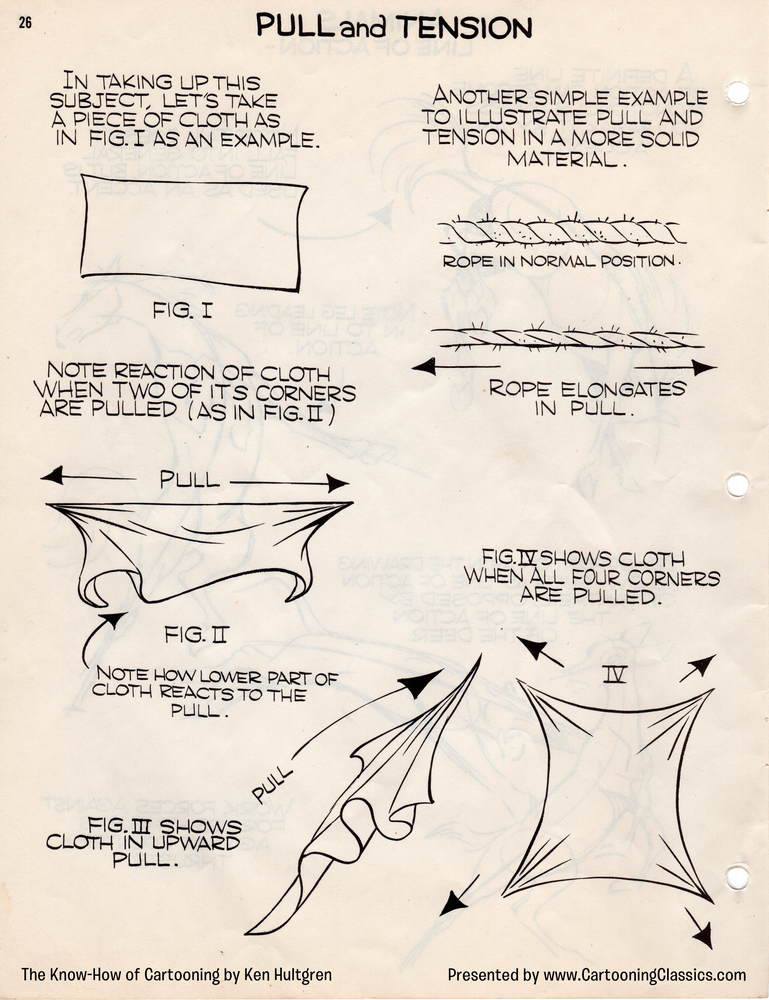 26
PULL and TENSION
IN TAKING UP THIS
SUBJECT, LET'S TAKE
A PIECE OF CLOTH AS
IN FIG. I AS AN EXAMPLE.
FIG. I
NOTE REACTION OF CLOTH
WHEN TWO OF ITS CORNERS
ARE PULLED (AS IN FIG. II)
PULL
FIG. II
NOTE HOW LOWER PART OF
CLOTH REACTS TO THE
PULL.
PULL
FIG. III SHOWS
CLOTH IN UPWARD
PULL.
ANOTHER SIMPLE EXAMPLE
TO ILLUSTRATE PULL AND
TENSION IN A MORE SOLID
MATERIAL.
ROPE IN NORMAL POSITION.
ROPE ELONGATES
IN PULL.
FIG. IV SHOWS CLOTH
WHEN ALL FOUR CORNERS
ARE PULLED.
IV
The Know-How of Cartooning by Ken Hultgren
Presented by www.CartooningClassics.com